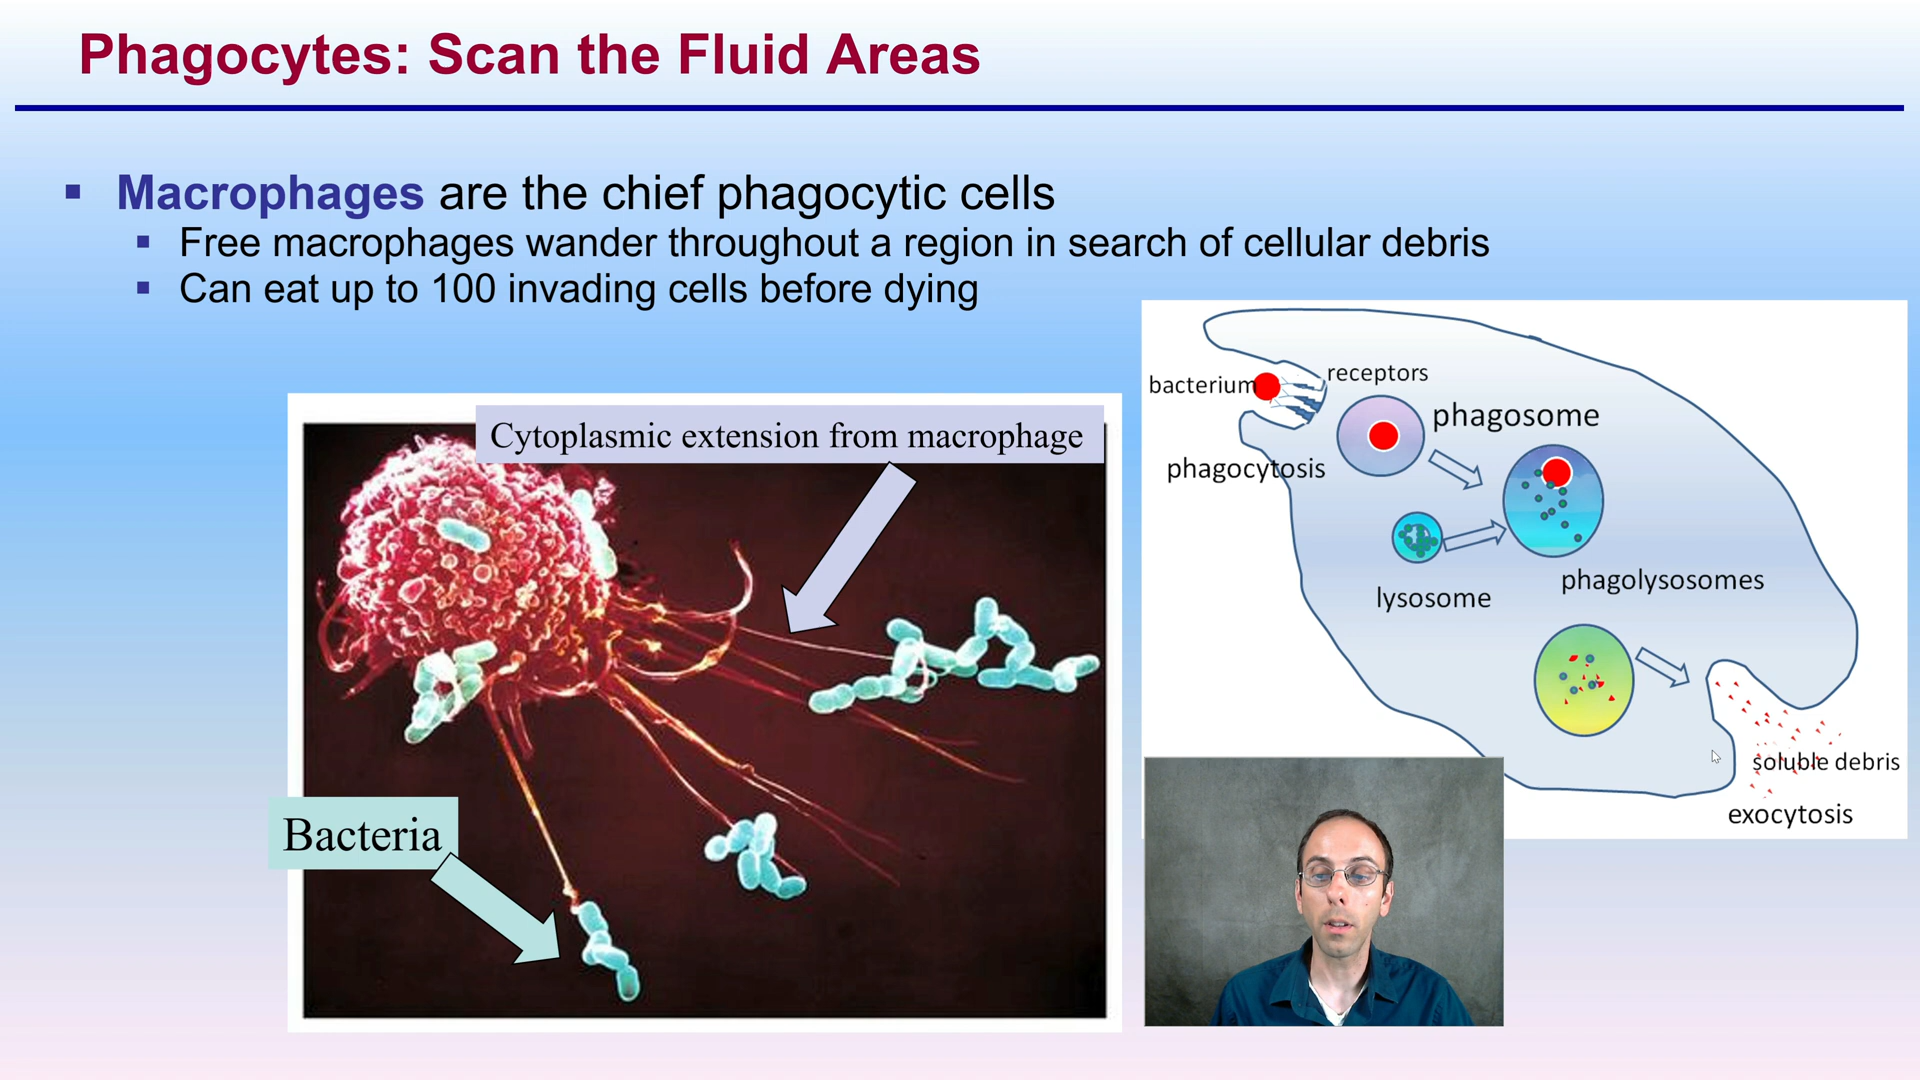 Phagocytes: Scan the Fluid Areas
Macrophages are the chief phagocytic cells
Free macrophages wander throughout a region in search of cellular debris
Can eat up to 100 invading cells before dying
Cytoplasmic extension from macrophage
Bacteria
bacterium
receptors
phagosome
phagocytosis
lysosome
phagolysosomes
soluble debris
exocytosis